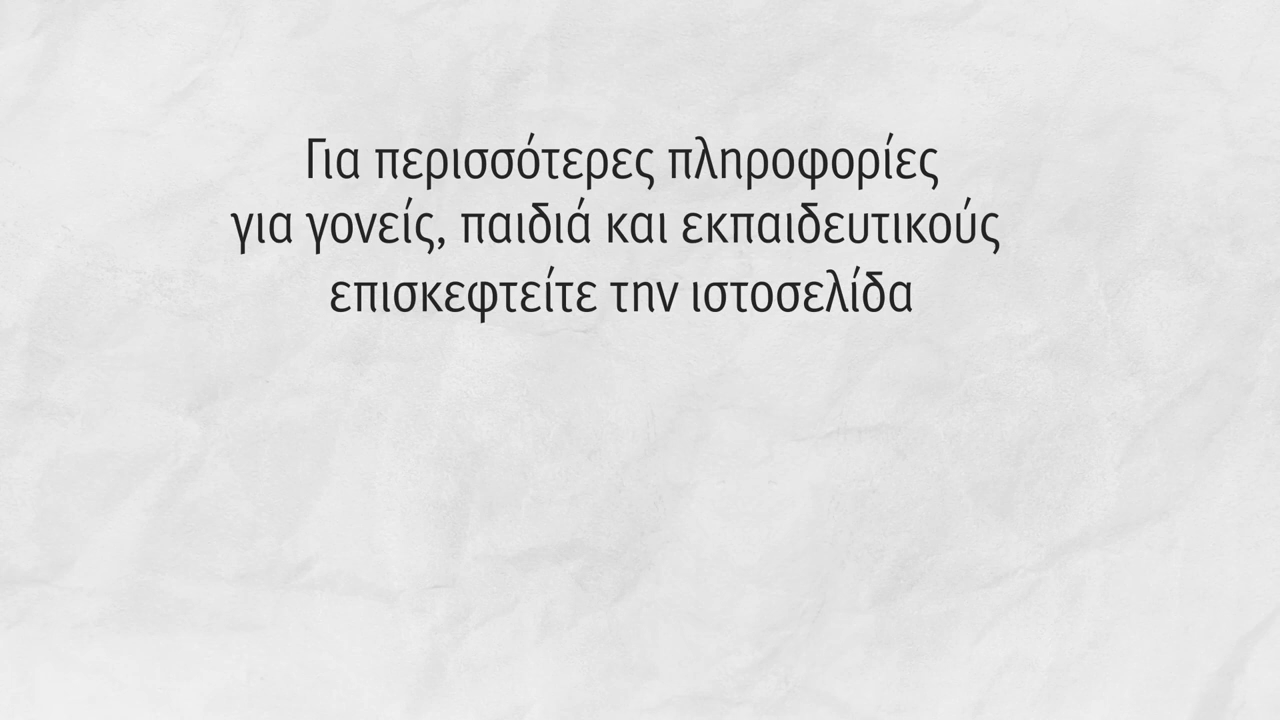 Για περισσότερες πληροφορίες
για γονείς, παιδιά και εκπαιδευτικούς
επισκεφτείτε την ιστοσελίδα